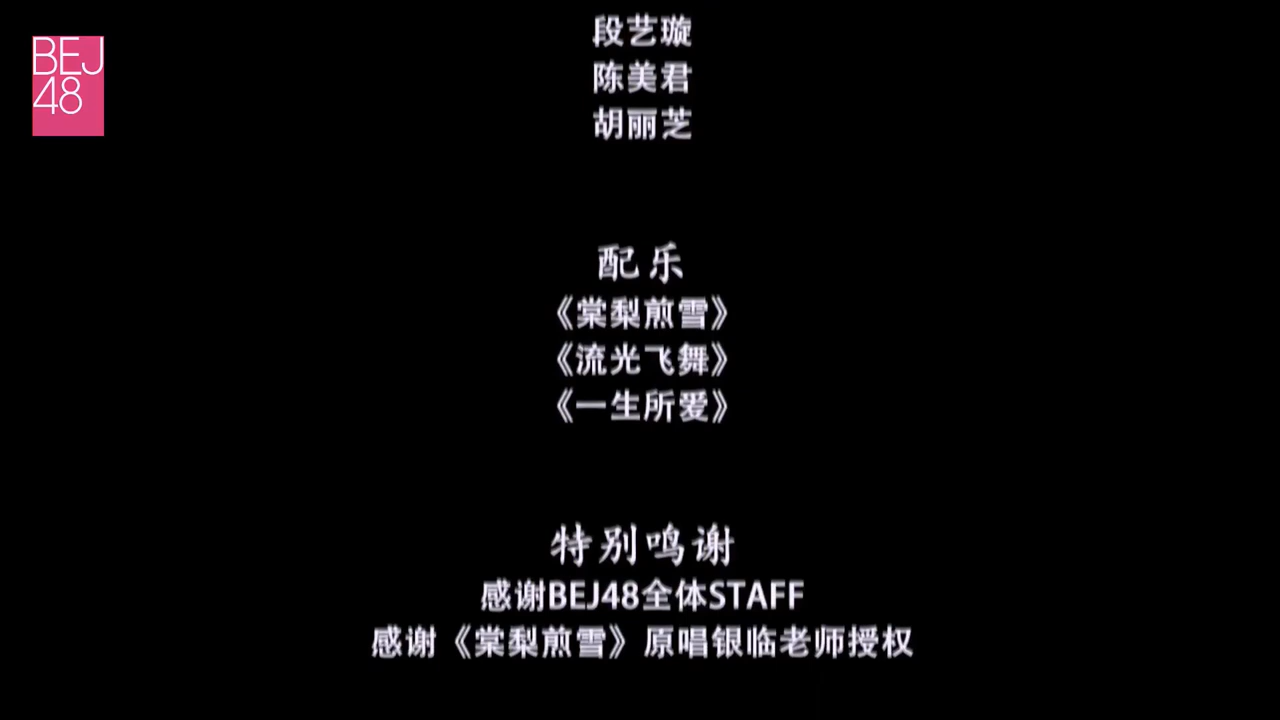 BEJ
48
段艺璇
陈美君
胡丽芝
配乐
《棠梨煎雪》
《流光飞舞》
《一生所爱》
特别鸣谢
感谢BEJ48全体STAFF
感谢《棠梨煎雪》原唱银临老师授权